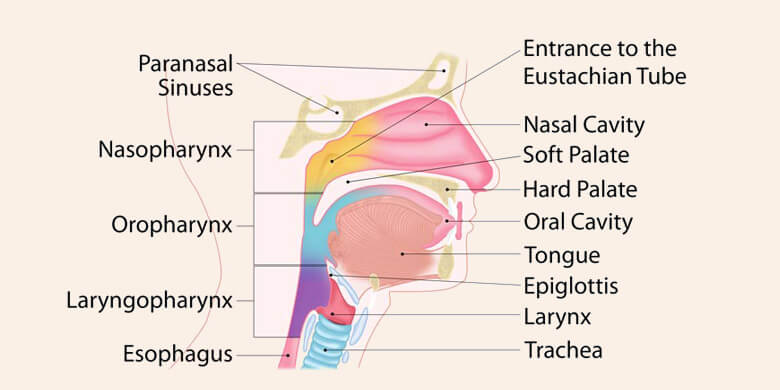 Paranasal
Sinuses
Nasopharynx
Oropharynx
Laryngopharynx
Esophagus
Entrance to the
Eustachian Tube
Nasal Cavity
Soft Palate
Hard Palate
Oral Cavity
Tongue
Epiglottis
Larynx
Trachea